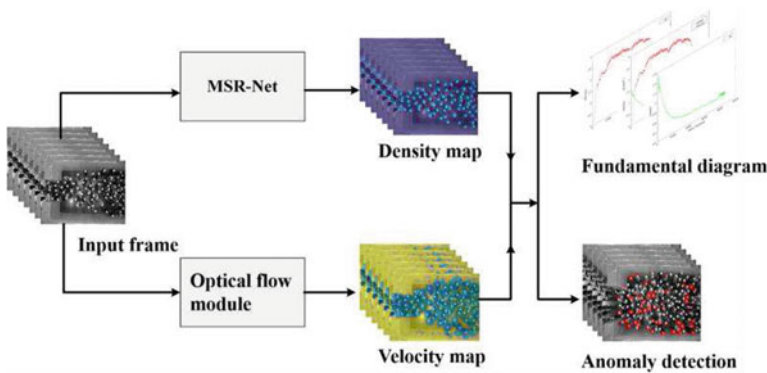 MSR-Net
Density map
Fundamental diagram
Input frame
Optical flow
module
Velocity map
Anomaly detection